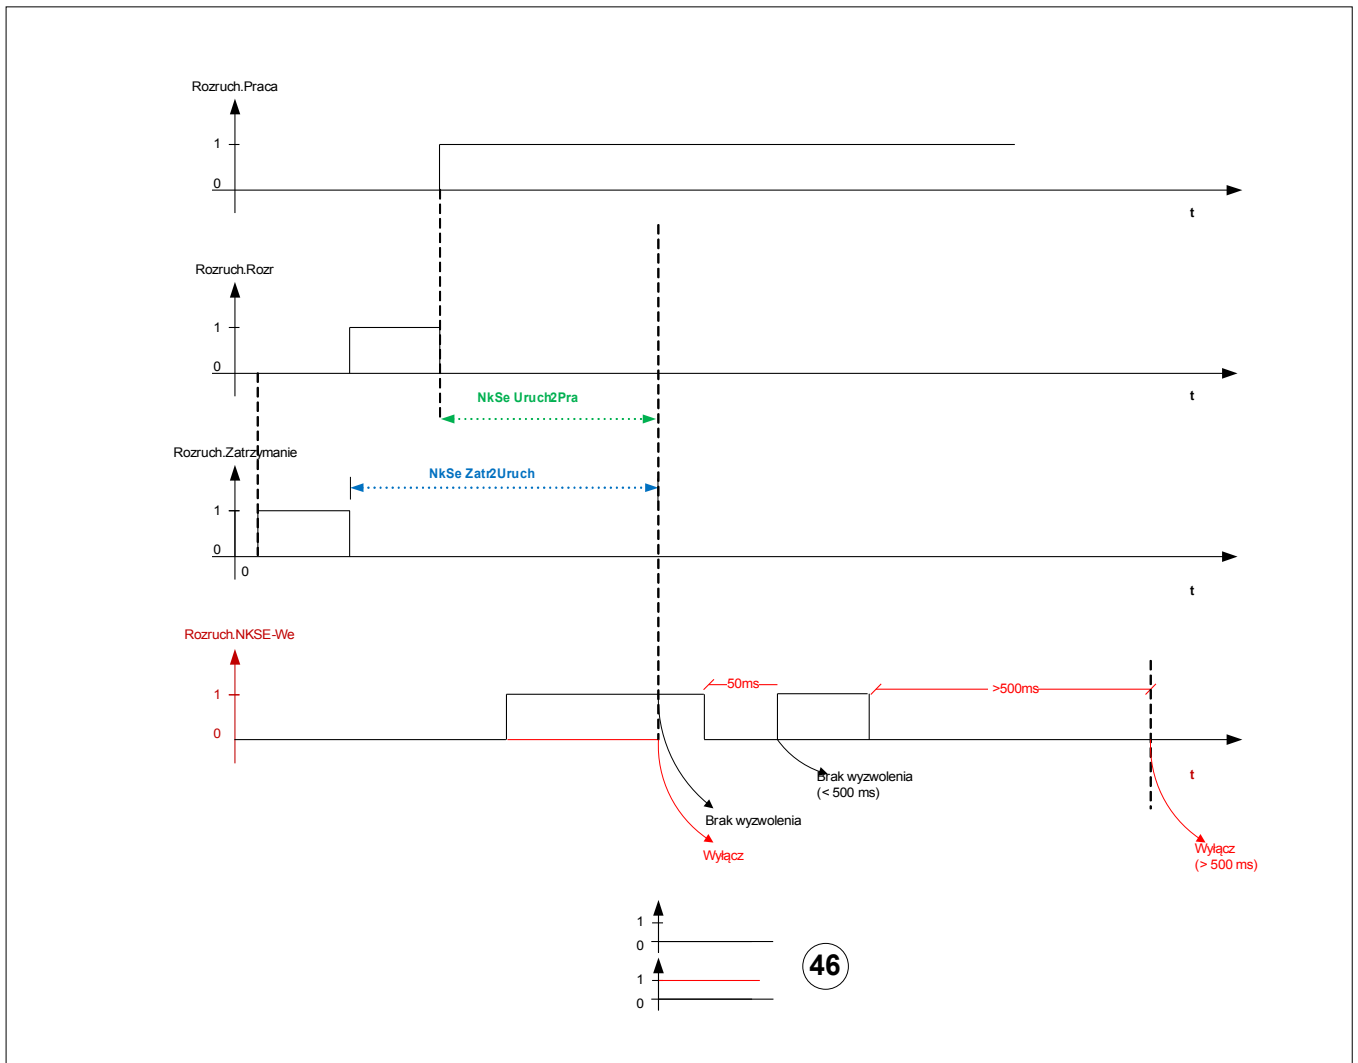 Rozruch.Praca
1
0
t
Rozruch.Rozr
1
0
t
NkSe Uruch2Pra
Rozruch.Zatrzymanie
NkSe Zatr2Uruch
1
0
0
t
Rozruch.NKSE-We
1
50ms
>500ms
0
t
Brak wyzwolenia
(< 500 ms)
Brak wyzwolenia
Wyłącz
Wyłącz
(> 500 ms)
1
0
46
1
0